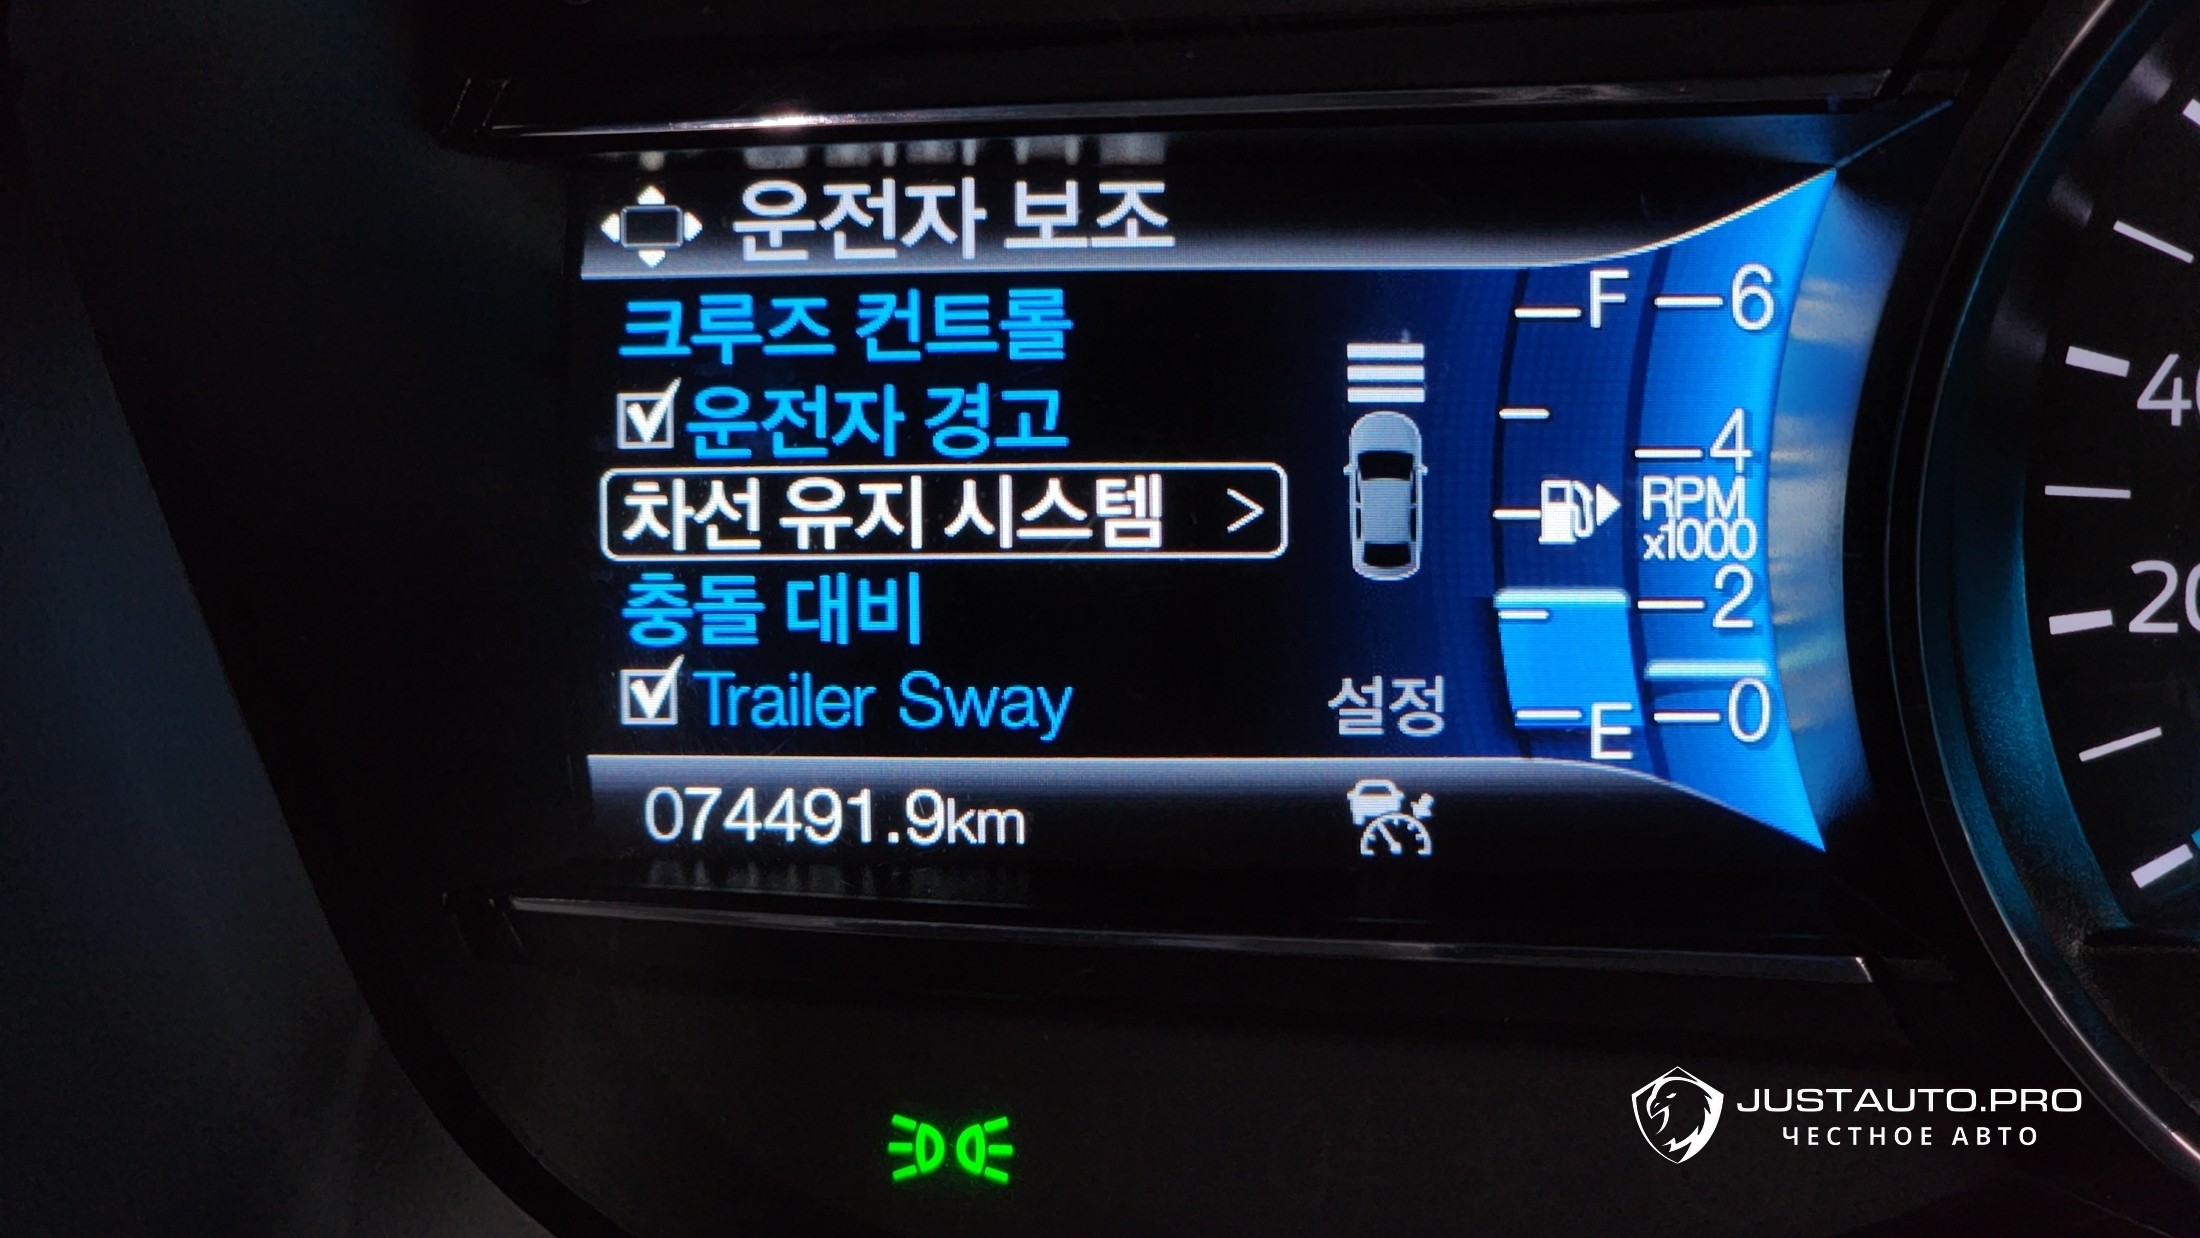 운전자 보조
크루즈 컨트롤
운전자 경고
차선 유지 시스템 >
충돌 대비
Trailer Sway
설정
074491.9km
F
E
6
4
RPM
x1000
2
0
20
JUSTAUTO.PRO
ЧЕСТНОЕ АВТО